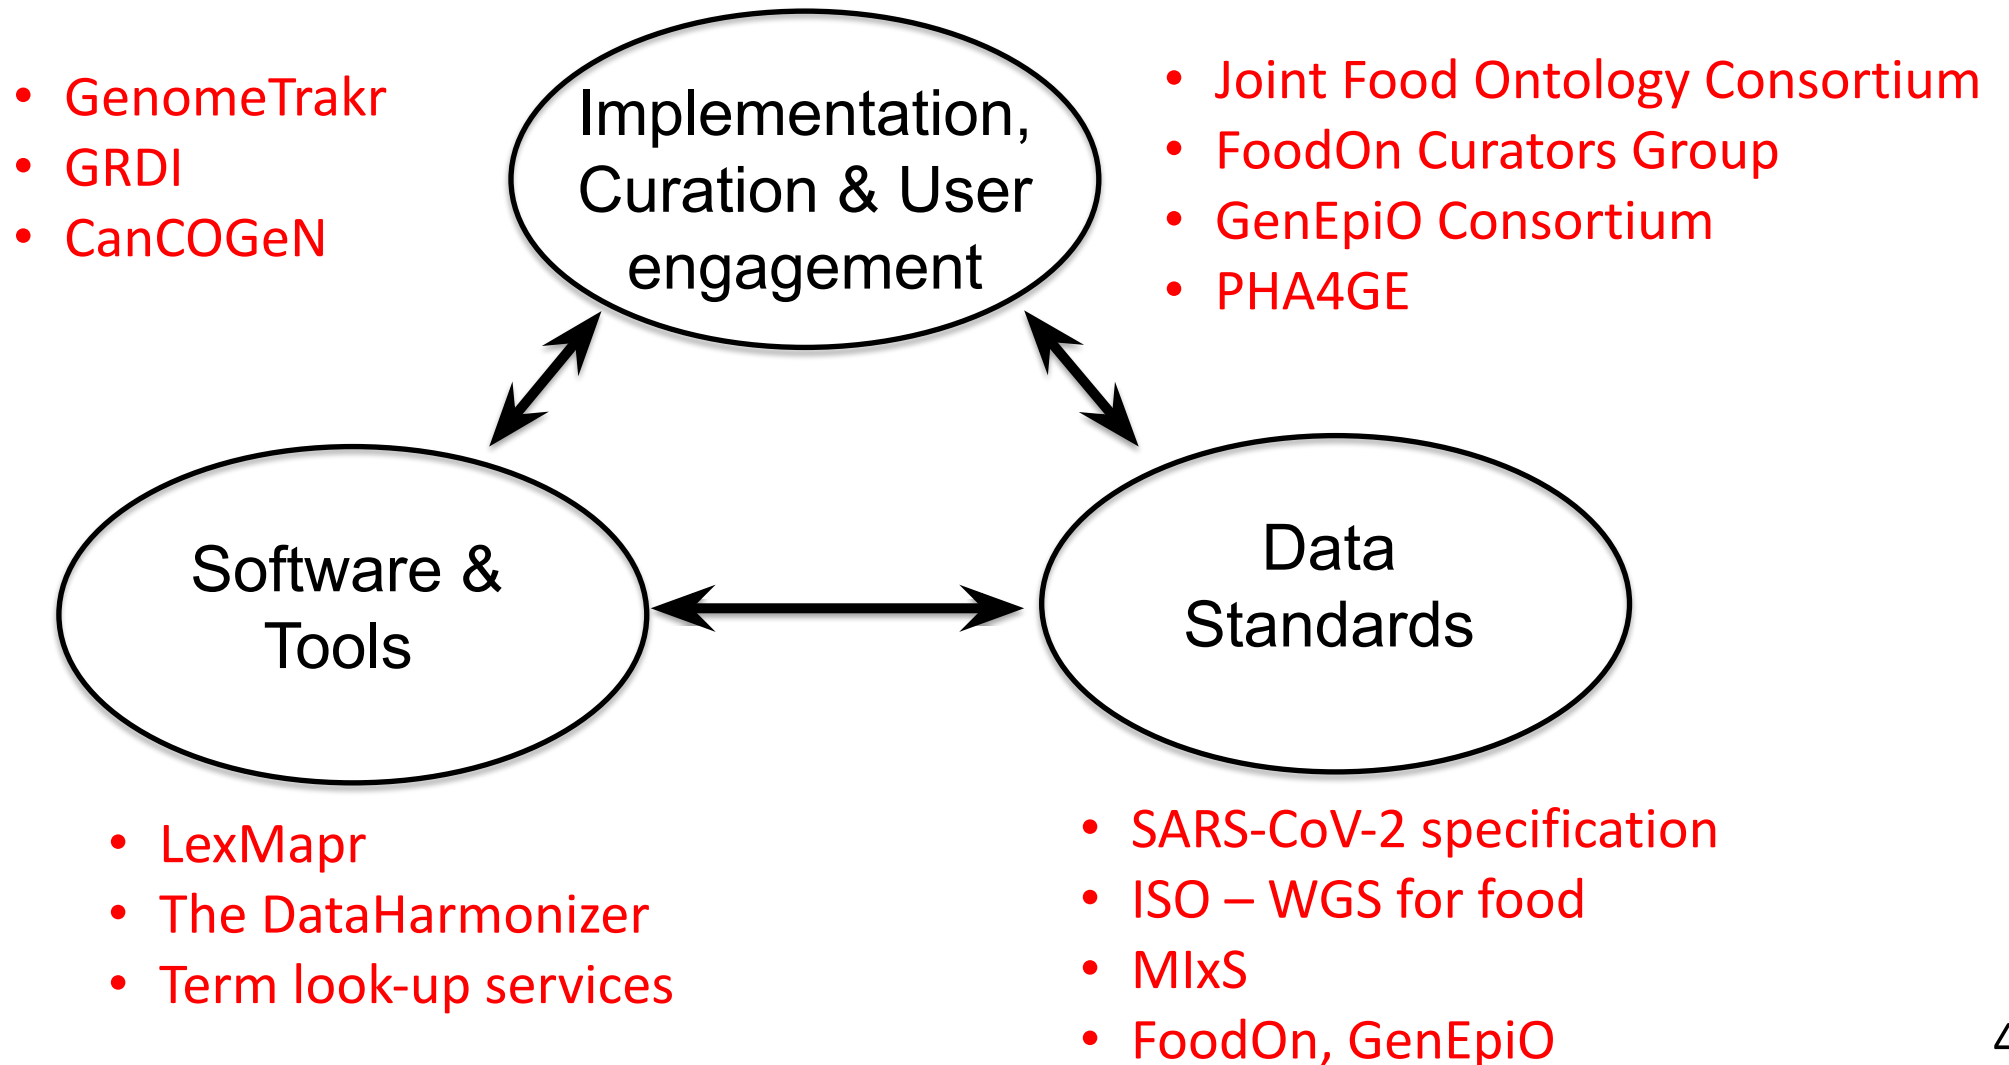 • GenomeTrakr
• GRDI
• CanCOGeN
Implementation,
Curation & User
engagement
• Joint Food Ontology Consortium
• FoodOn Curators Group
• GenEpiO Consortium
• PHA4GE
Software &
Tools
Data
Standards
• LexMapr
• The DataHarmonizer
• Term look-up services
• SARS-CoV-2 specification
• ISO – WGS for food
• MIxS
• FoodOn, GenEpiO